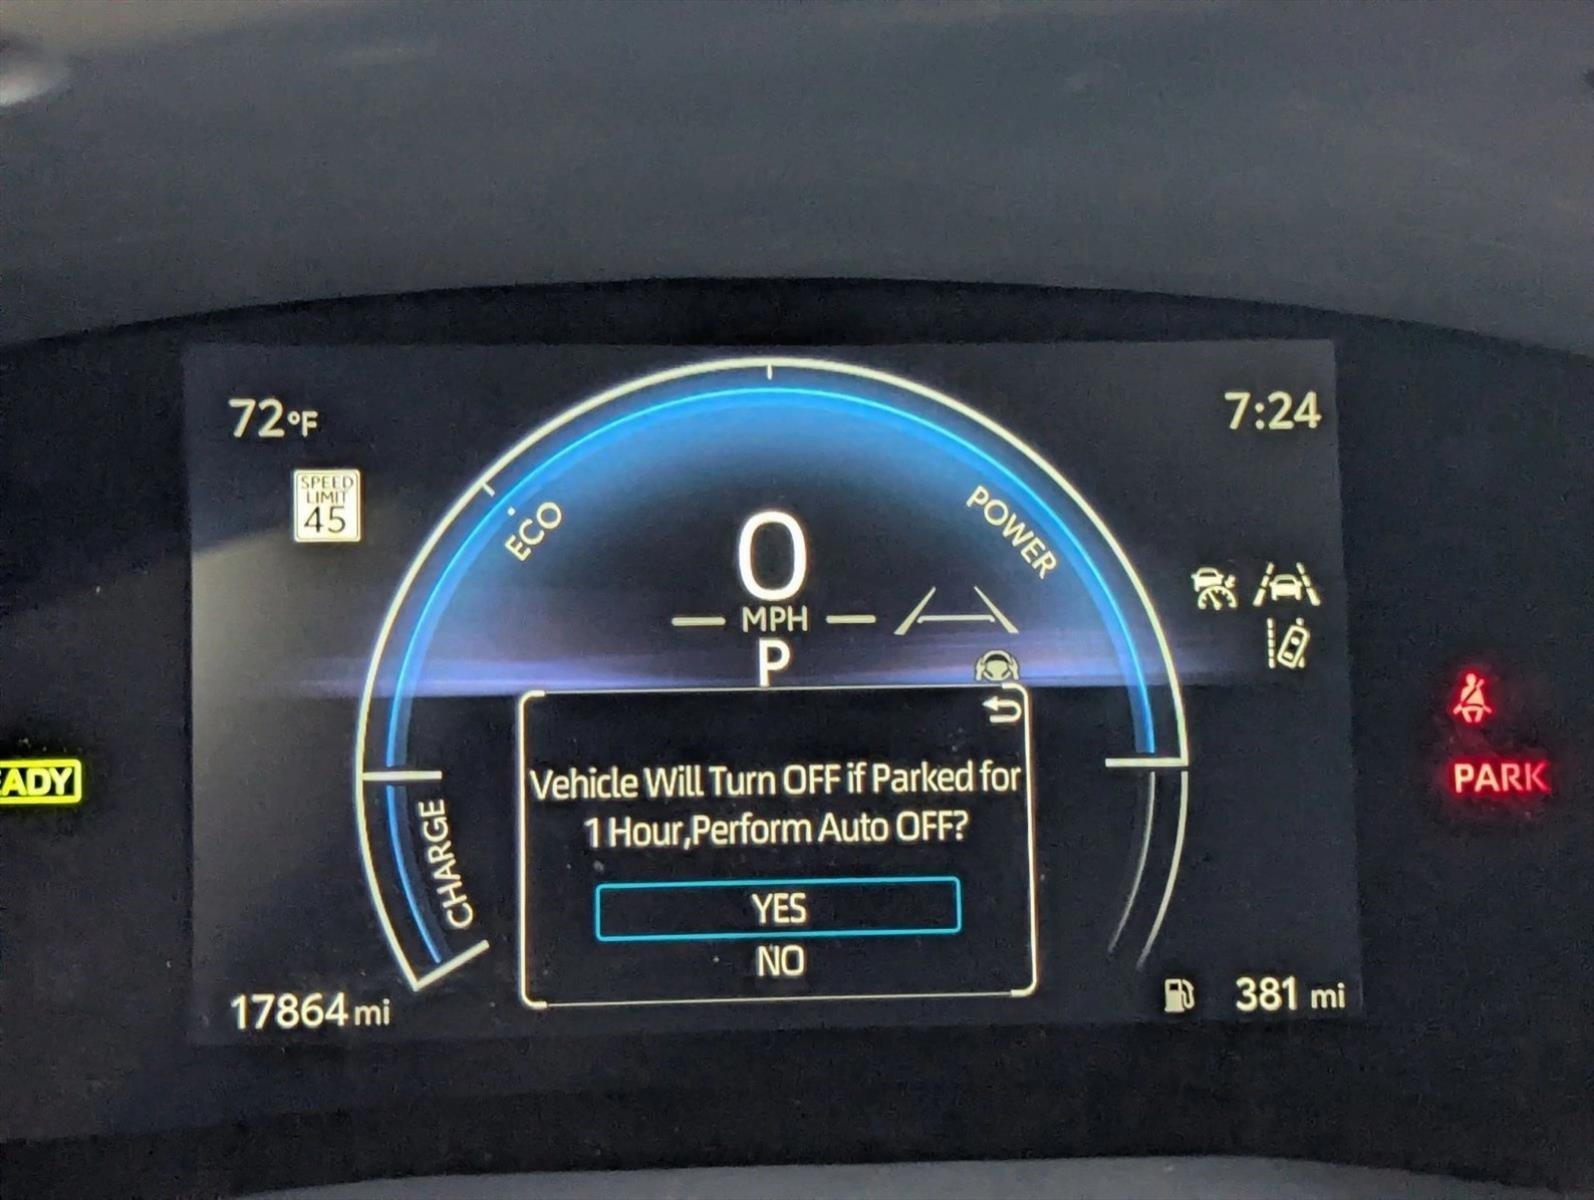 72°F
7:24
SPEED
LIMIT
45
ECO
POWER
0
MPH
P
Vehicle Will Turn OFF if Parked for
1 Hour,Perform Auto OFF?
YES
NO
EADY
PARK
CHARGE
17864 mi
381 mi